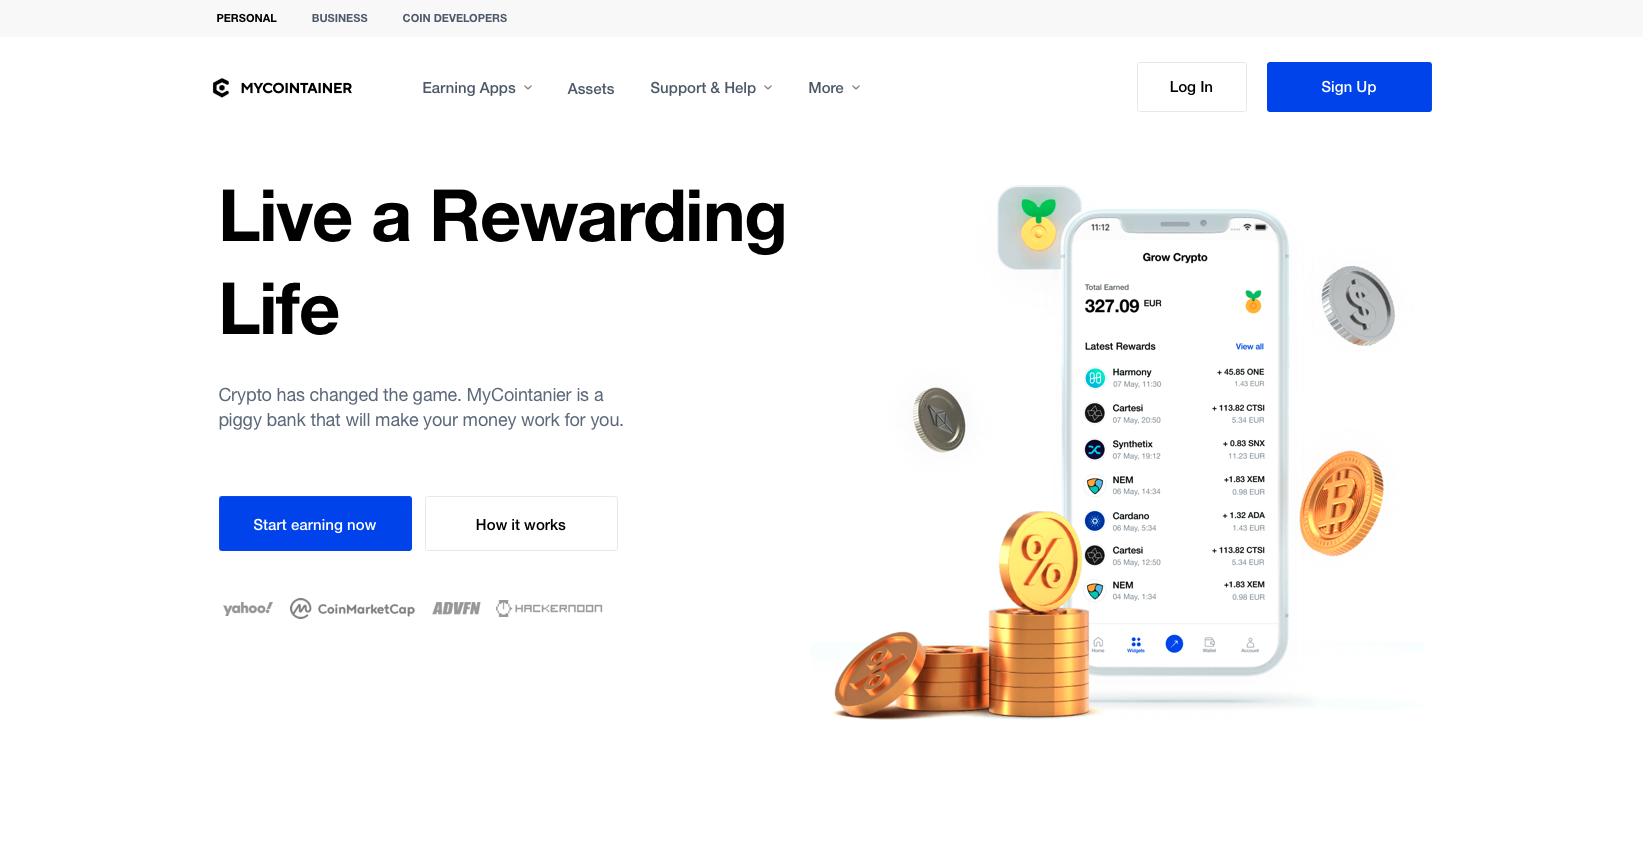 PERSONAL BUSINESS COIN DEVELOPERS
MYCOINTAINER
Earning Apps Assets Support & Help More
Log In Sign Up
Live a Rewarding
Life
Crypto has changed the game. MyCointanier is a
piggy bank that will make your money work for you.
Start earning now How it works
yahoo! CoinMarketCap ADVFN HACKERNOON
11:12
Grow Crypto
Total Earned
327.09 EUR
Latest Rewards View all
Harmony + 45.85 ONE
07 May, 11:30 1.43 EUR
Cartesi + 113.82 CTSI
07 May, 20:50 5.34 EUR
Synthetix + 0.83 SNX
07 May, 19:12 11.23 EUR
NEM +1.83 XEM
06 May, 14:34 0.98 EUR
Cardano + 1.32 ADA
06 May, 5:34 1.43 EUR
Cartesi + 113.82 CTSI
05 May, 12:50 5.34 EUR
NEM +1.83 XEM
04 May, 1:34 0.98 EUR
Home Widgets Wallet Account